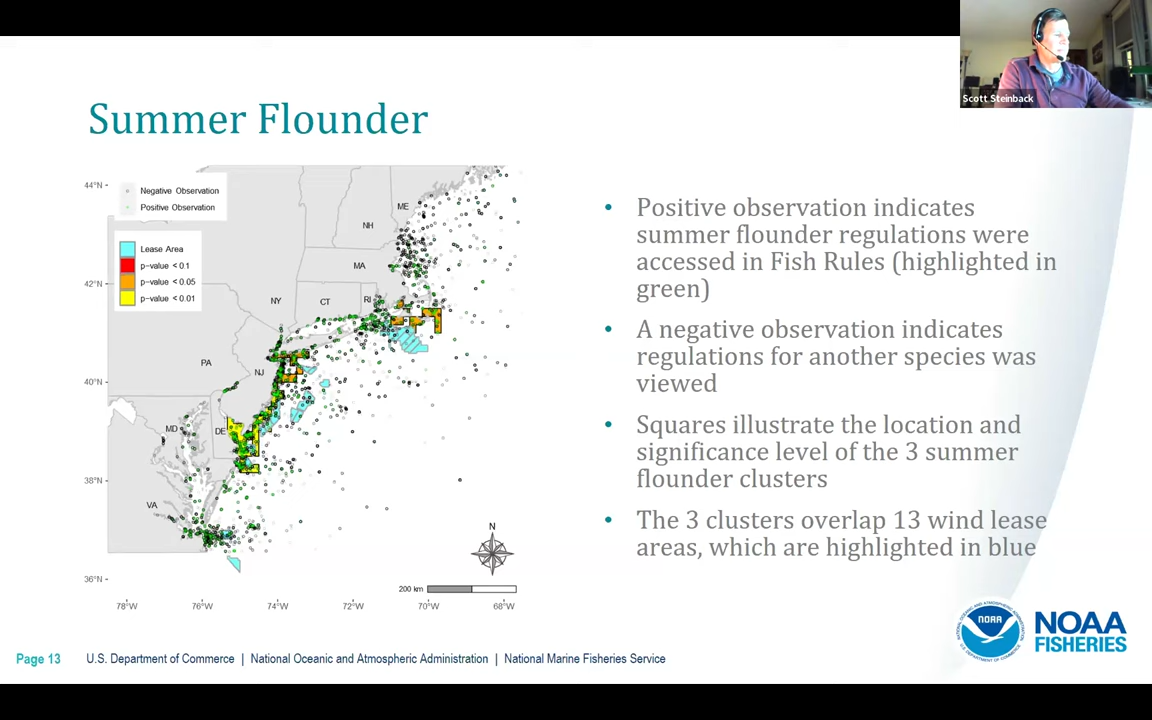 Scott Steinback
Summer Flounder
44°N
42°N
40°N
38°N
36°N
78°W
76°W
74°W
72°W
70°W
68°W
Negative Observation
Positive Observation
Lease Area
p-value <0.1
p-value <0.05
p-value <0.01
ME
NH
MA
NY
CT
RI
PA
NJ
MD
DE
VA
N
200 km
• Positive observation indicates
summer flounder regulations were
accessed in Fish Rules (highlighted in
green)
• A negative observation indicates
regulations for another species was
viewed
• Squares illustrate the location and
significance level of the 3 summer
flounder clusters
• The 3 clusters overlap 13 wind lease
areas, which are highlighted in blue
NOAA
NOAA
FISHERIES
Page 13
U.S. Department of Commerce | National Oceanic and Atmospheric Administration | National Marine Fisheries Service